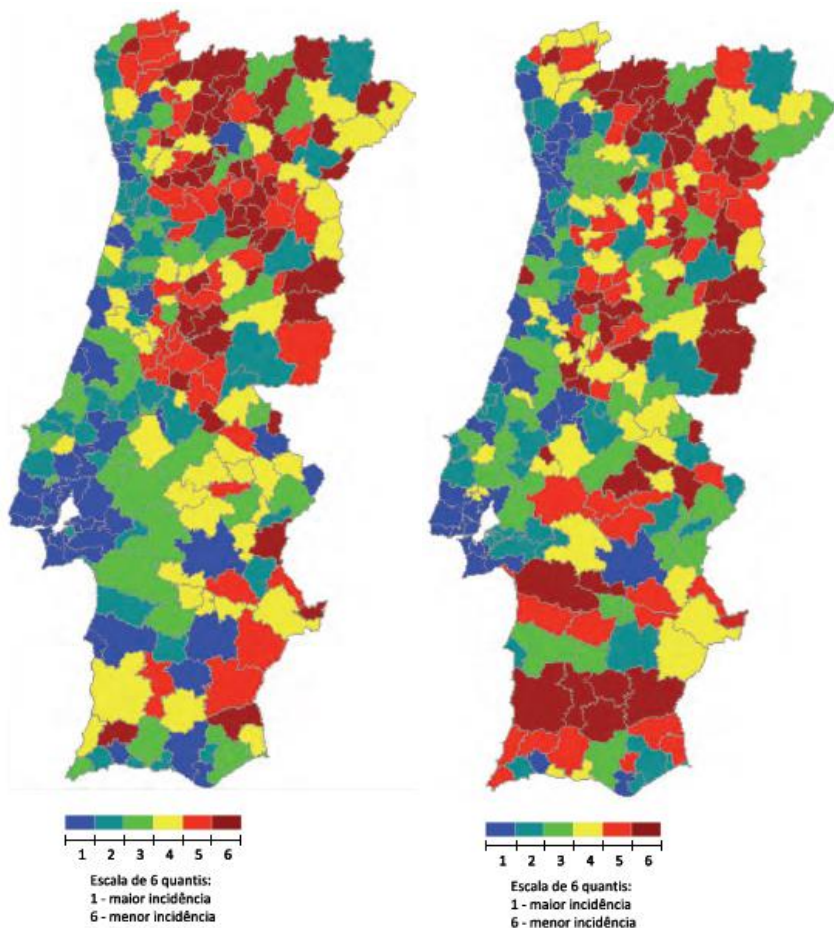 1 2 3 4 5 6
Escala de 6 quantis:
1 - maior incidência
6 - menor incidência
1 2 3 4 5 6
Escala de 6 quantis:
1 - maior incidência
6 - menor incidência